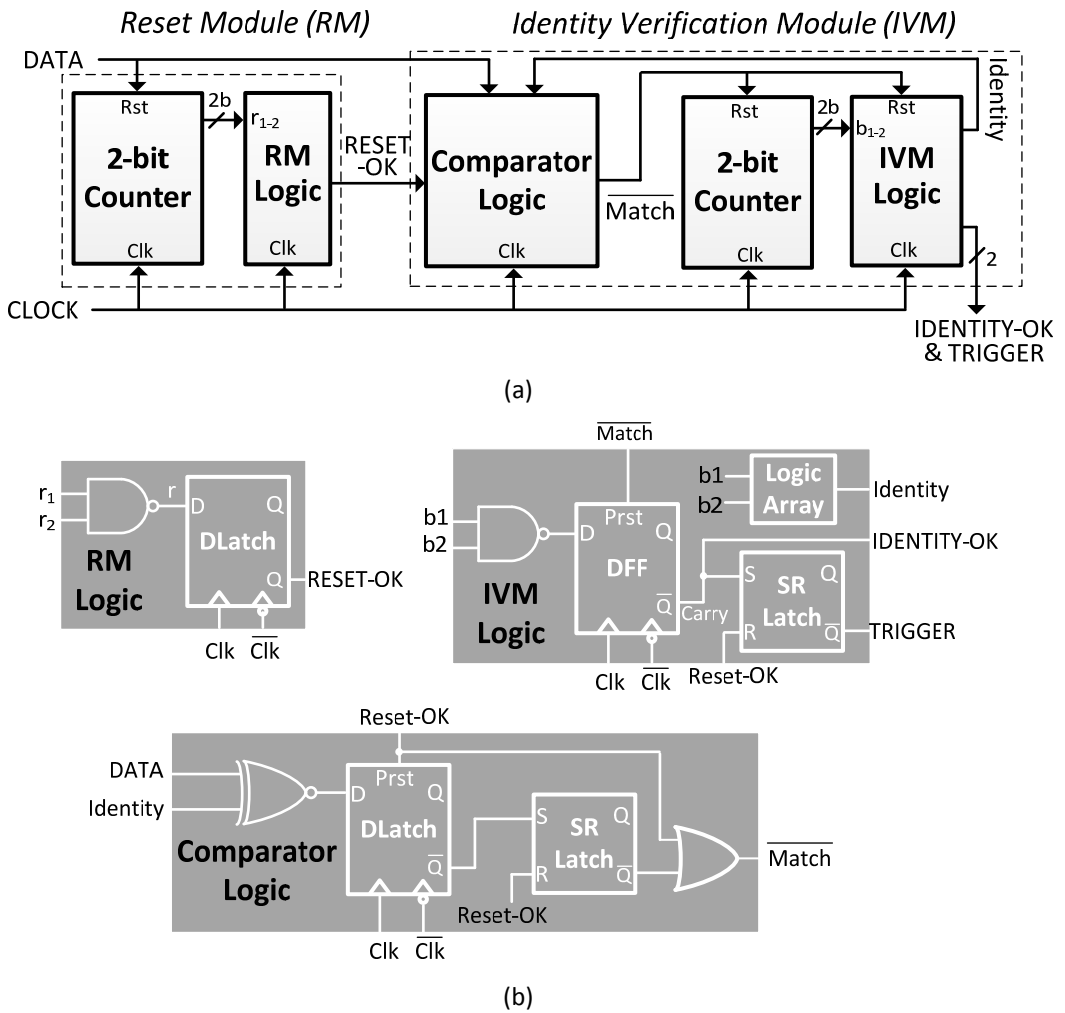 Reset Module (RM)
Identity Verification Module (IVM)
DATA
Rst
2-bit
Counter
Clk
2b
r1-2
RM
Logic
Clk
RESET
-OK
Comparator
Logic
Clk
Match
Rst
2-bit
Counter
Clk
2b
Rst
b1-2
IVM
Logic
Clk
Identity
2
CLOCK
IDENTITY-OK
& TRIGGER
(a)
r1
r2
r
D
Q
DLatch
Q
RESET-OK
RM
Logic
Clk
Clk
Match
b1
b2
D
Prst
Q
DFF
Q
Carry
IVM
Logic
Clk
Clk
b1
b2
Logic
Array
Identity
IDENTITY-OK
S
Q
SR
Latch
R
Q
TRIGGER
Reset-OK
Reset-OK
DATA
Identity
D
Prst
Q
DLatch
Q
Comparator
Logic
Clk
Clk
S
Q
SR
Latch
R
Q
Reset-OK
Match
(b)